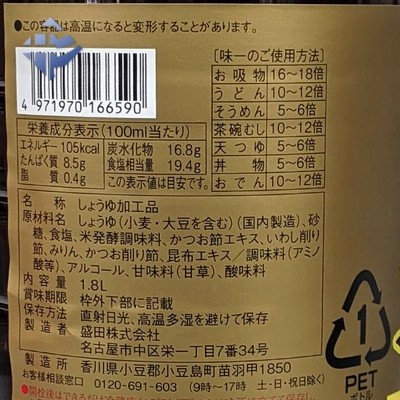 ●この容器は高温になると変形することがあります。
4 971970 166590
栄養成分表示(100ml当たり)
エネルギー 105kcal 炭水化物 16.8g
たんぱく質 8.5g 食塩相当量 19.4g
脂質 0.4g この表示値は目安です。
[味一のご使用方法]
お吸物 16〜18倍
うどん 10〜12倍
そうめん 5〜6倍
茶碗むし 10〜12倍
天つゆ 5〜6倍
丼物 5〜6倍
おでん 10〜12倍
名称 しょうゆ加工品
原材料名 しょうゆ(小麦・大豆を含む)(国内製造)、砂
糖、食塩、米発酵調味料、かつお節エキス、いわし削り
節、みりん、かつお削り節、昆布エキス/調味料(アミノ
酸等)、アルコール、甘味料(甘草)、酸味料
内容量 1.8L
賞味期限 枠外下部に記載
保存方法 直射日光、高温多湿を避けて保存
製造者 盛田株式会社
名古屋市中区栄一丁目7番34号
製造所 香川県小豆郡小豆島町苗羽甲1850
お客様相談窓口 0120-691-603 (9時〜17時 土・日・祝日除く)
1
PET
ボトル